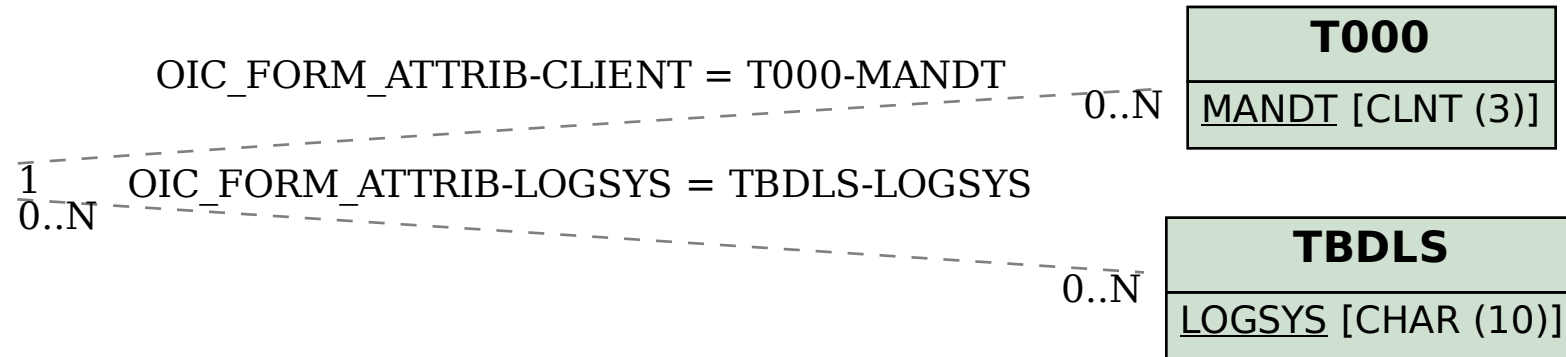 T000
OIC_FORM_ATTRIB-CLIENT = T000-MANDT
0..N
MANDT [CLNT (3)]
1
OIC_FORM_ATTRIB-LOGSYS = TBDLS-LOGSYS
0..N
TBDLS
0..N
LOGSYS [CHAR (10)]